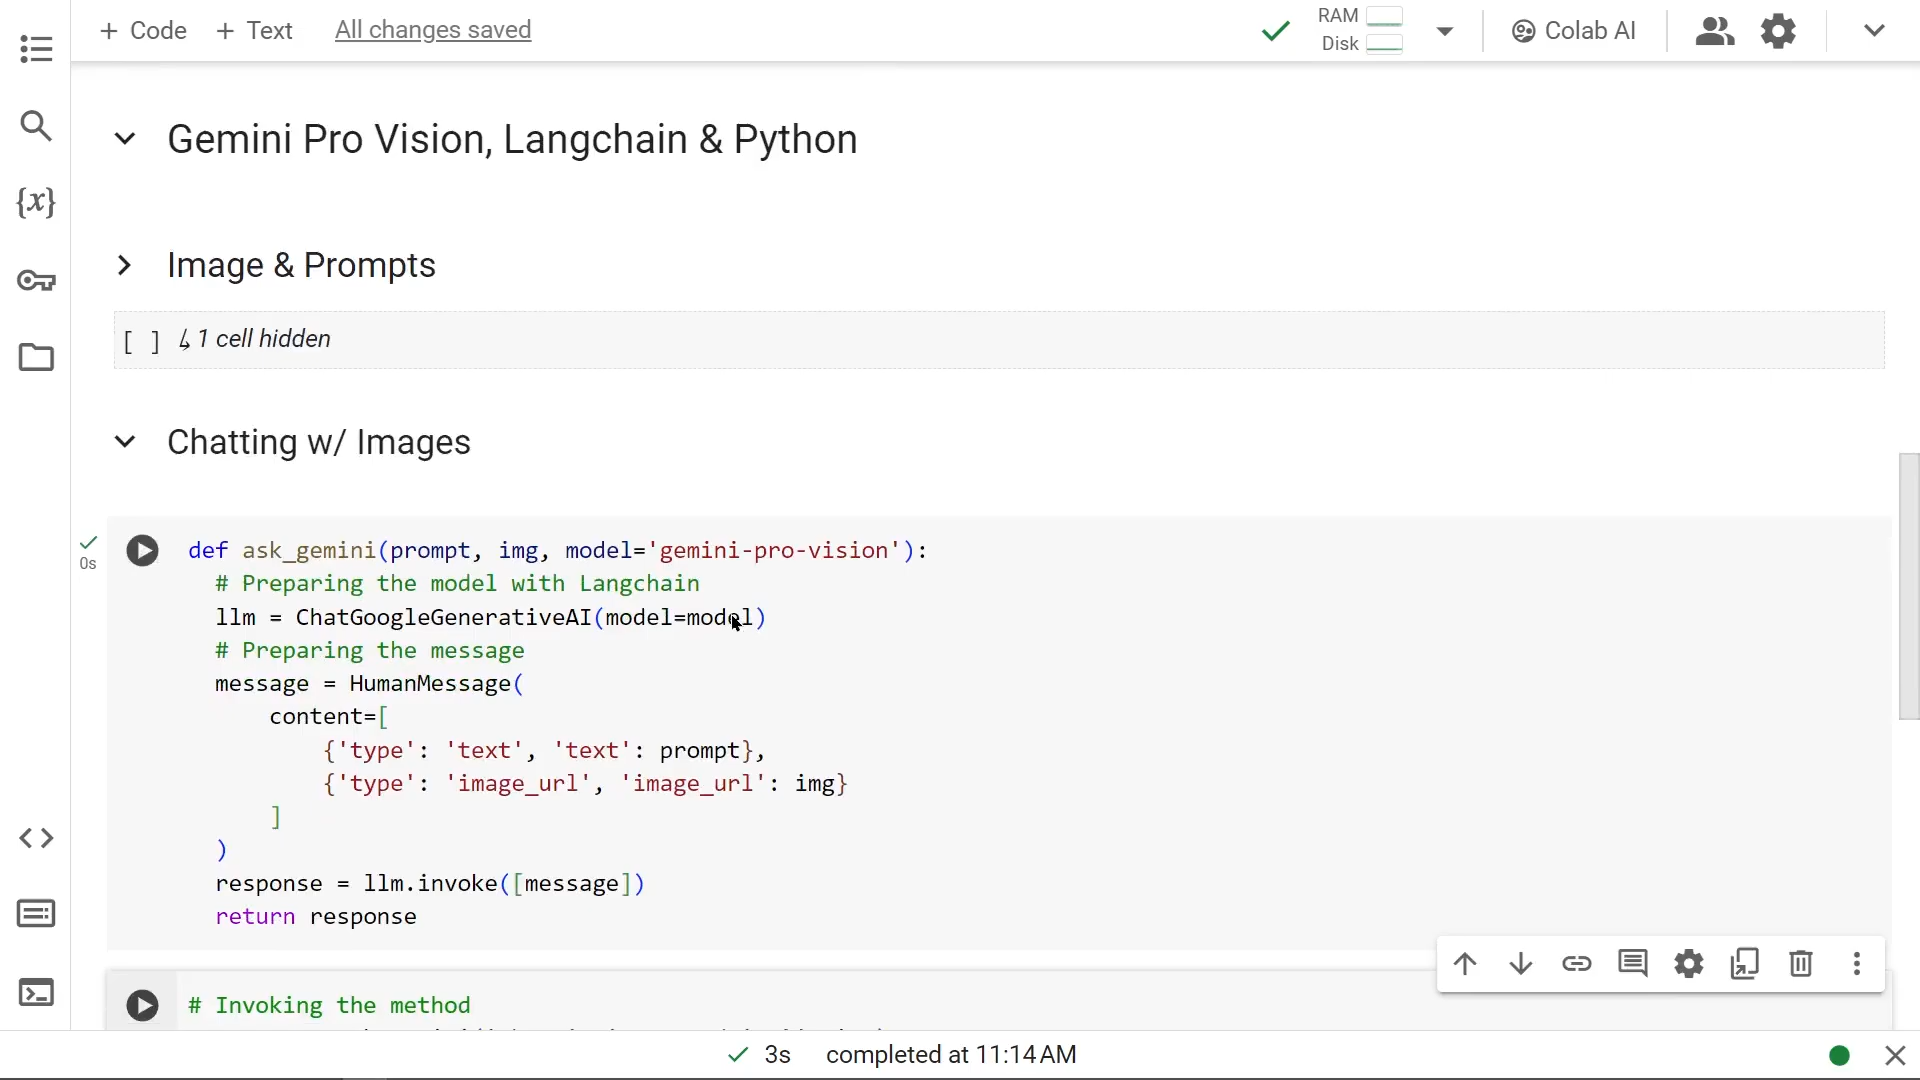 + Code + Text All changes saved RAM Disk Colab AI
Gemini Pro Vision, Langchain & Python
{x}
Image & Prompts
[ ] ↳ 1 cell hidden
Chatting w/ Images
0s
def ask_gemini(prompt, img, model='gemini-pro-vision'):
  # Preparing the model with Langchain
  llm = ChatGoogleGenerativeAI(model=model)
  # Preparing the message
  message = HumanMessage(
      content=[
          {'type': 'text', 'text': prompt},
          {'type': 'image_url', 'image_url': img}
      ]
  )
  response = llm.invoke([message])
  return response
# Invoking the method
3s completed at 11:14 AM